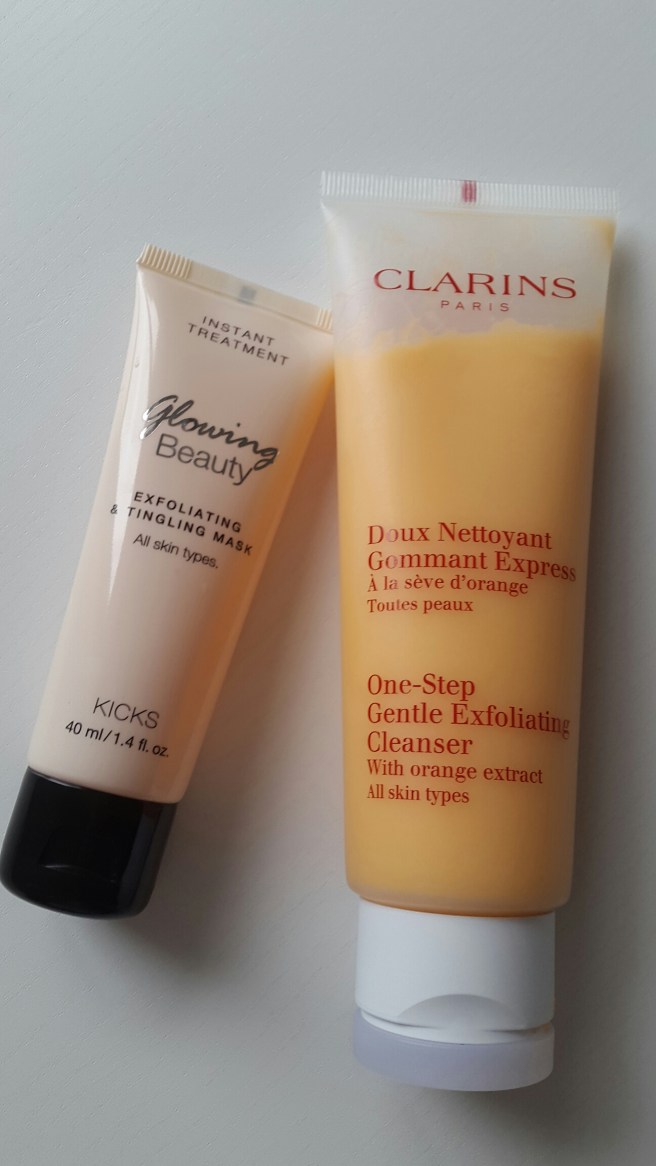 INSTANT
TREATMENT
Glowing
Beauty
EXFOLIATING
& TINGLING MASK
All skin types.
KICKS
40 ml/1.4 fl. oz.
CLARINS
PARIS
Doux Nettoyant
Gommant Express
À la sève d'orange
Toutes peaux
One-Step
Gentle Exfoliating
Cleanser
With orange extract
All skin types